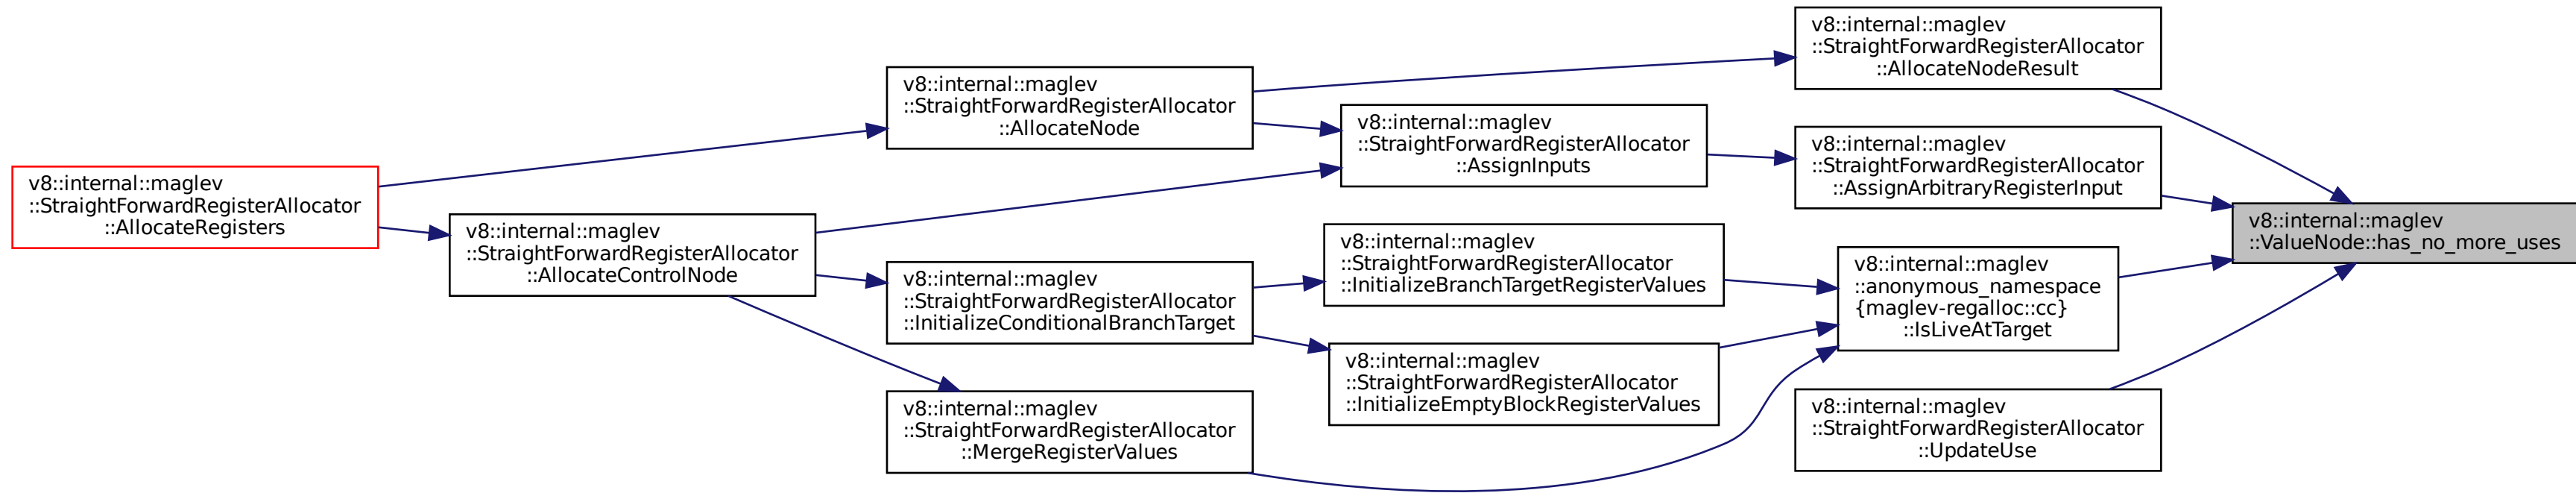 v8::internal::maglev
::StraightForwardRegisterAllocator
::AllocateRegisters
v8::internal::maglev
::StraightForwardRegisterAllocator
::AllocateControlNode
v8::internal::maglev
::StraightForwardRegisterAllocator
::AllocateNode
v8::internal::maglev
::StraightForwardRegisterAllocator
::InitializeConditionalBranchTarget
v8::internal::maglev
::StraightForwardRegisterAllocator
::MergeRegisterValues
v8::internal::maglev
::StraightForwardRegisterAllocator
::AssignInputs
v8::internal::maglev
::StraightForwardRegisterAllocator
::InitializeBranchTargetRegisterValues
v8::internal::maglev
::StraightForwardRegisterAllocator
::InitializeEmptyBlockRegisterValues
v8::internal::maglev
::StraightForwardRegisterAllocator
::AllocateNodeResult
v8::internal::maglev
::StraightForwardRegisterAllocator
::AssignArbitraryRegisterInput
v8::internal::maglev
::anonymous_namespace
{maglev-regalloc::cc}
::IsLiveAtTarget
v8::internal::maglev
::StraightForwardRegisterAllocator
::UpdateUse
v8::internal::maglev
::ValueNode::has_no_more_uses